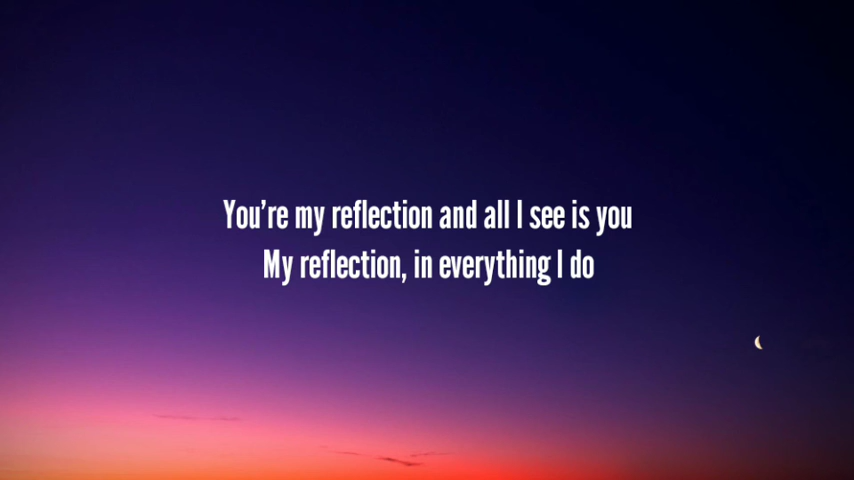 You're my reflection and all I see is you
My reflection, in everything I do